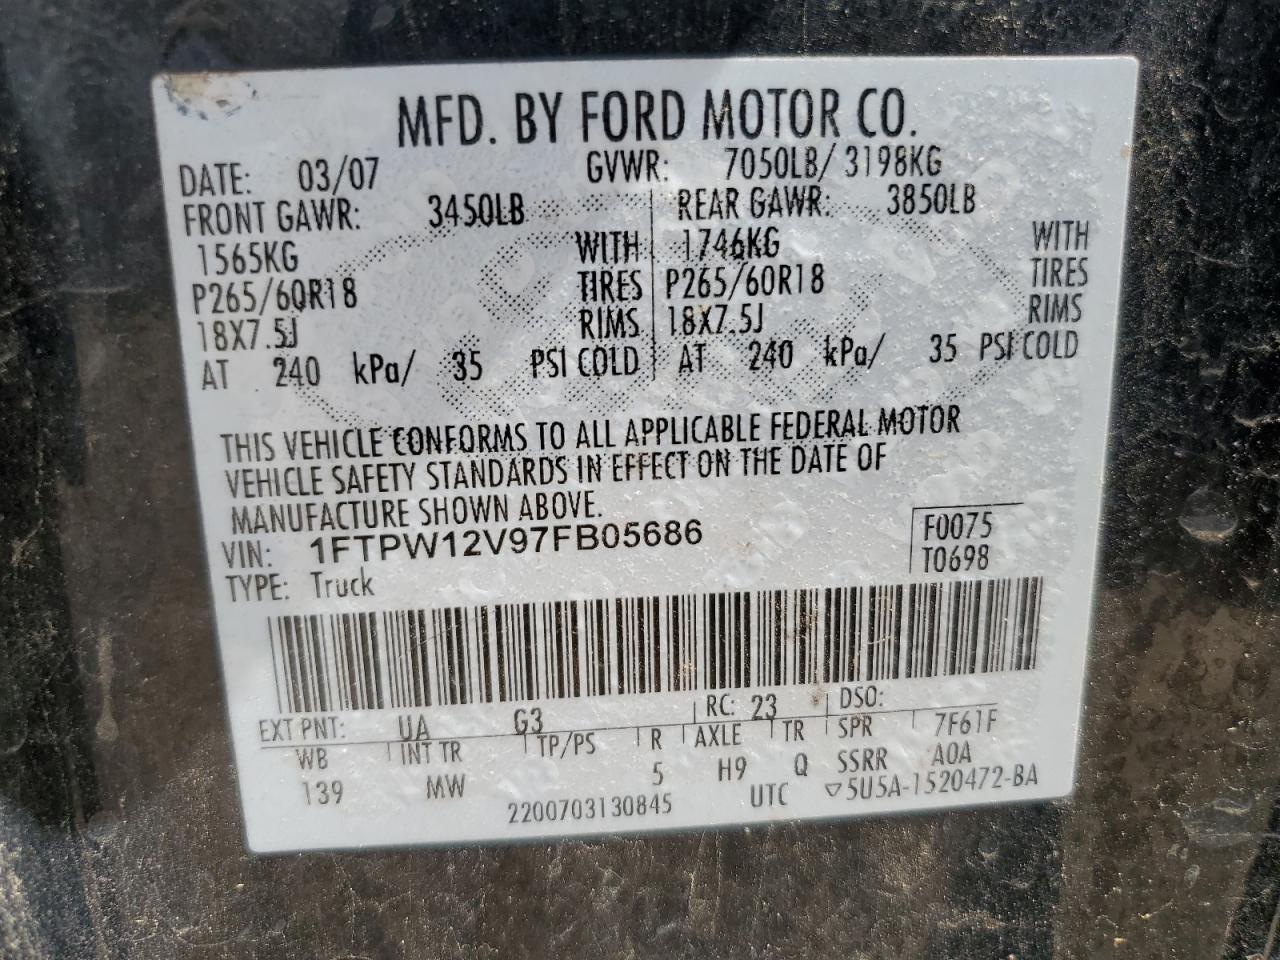 MFD. BY FORD MOTOR CO.
DATE: 03/07 GVWR: 7050LB/ 3198KG
FRONT GAWR: 3450LB REAR GAWR: 3850LB
1565KG WITH 1746KG WITH
P265/60R18 TIRES P265/60R18 TIRES
18X7.5J RIMS 18X7.5J RIMS
AT 240 kPa/ 35 PSI COLD AT 240 kPa/ 35 PSI COLD
THIS VEHICLE CONFORMS TO ALL APPLICABLE FEDERAL MOTOR
VEHICLE SAFETY STANDARDS IN EFFECT ON THE DATE OF
MANUFACTURE SHOWN ABOVE.
VIN: 1FTPW12V97FB05686 F0075
TYPE: Truck T0698
EXT PNT: UA G3 RC: 23 DSO:
WB INT TR TP/PS R AXLE TR SPR 7F61F
139 MW 5 H9 Q SSRR A0A
2200703130845 UTC ▽5U5A-1520472-BA